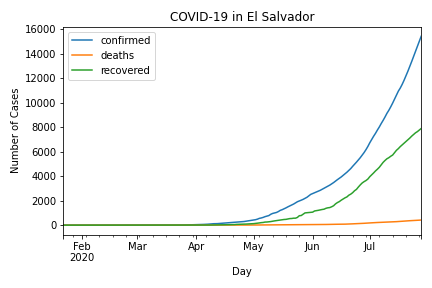 COVID-19 in El Salvador
confirmed
deaths
recovered
Number of Cases
16000
14000
12000
10000
8000
6000
4000
2000
0
Feb Mar Apr May Jun Jul
2020
Day